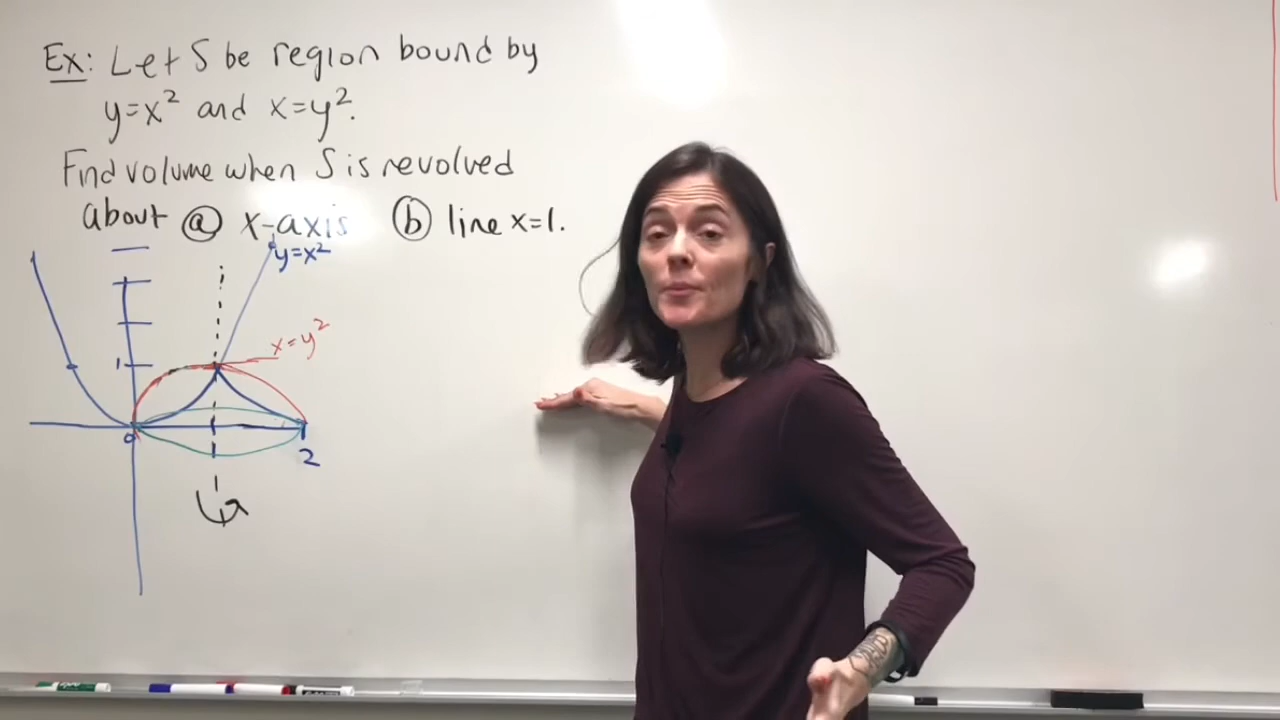 Ex: Let S be region bound by
y=x² and x=y².
Find volume when S is revolved
about ⓐ x-axis ⓑ line x=1.
y=x²
x=y²
1
0
2